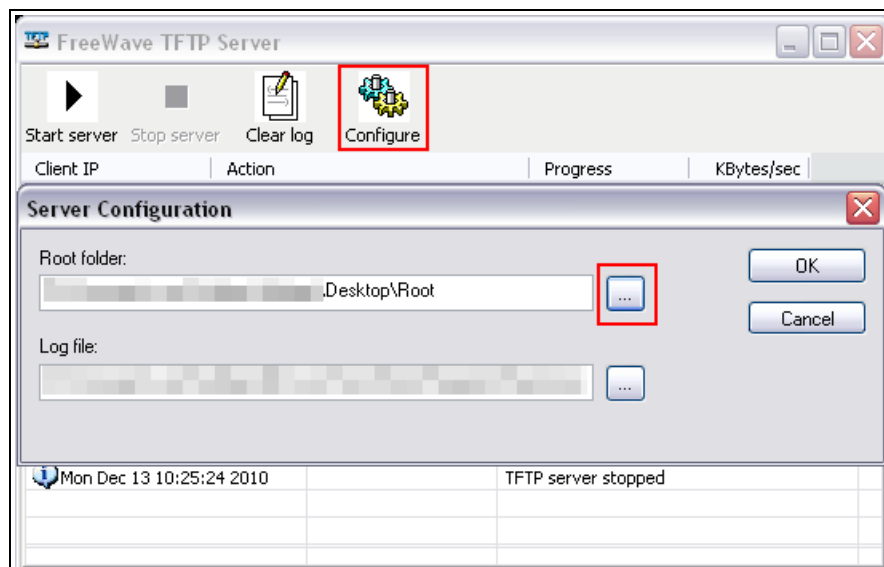 FreeWave TFTP Server
Start server Stop server Clear log Configure
Client IP Action Progress KBytes/sec
Server Configuration
Root folder:
\Desktop\Root
...
OK
Cancel
Log file:
...
Mon Dec 13 10:25:24 2010 TFTP server stopped